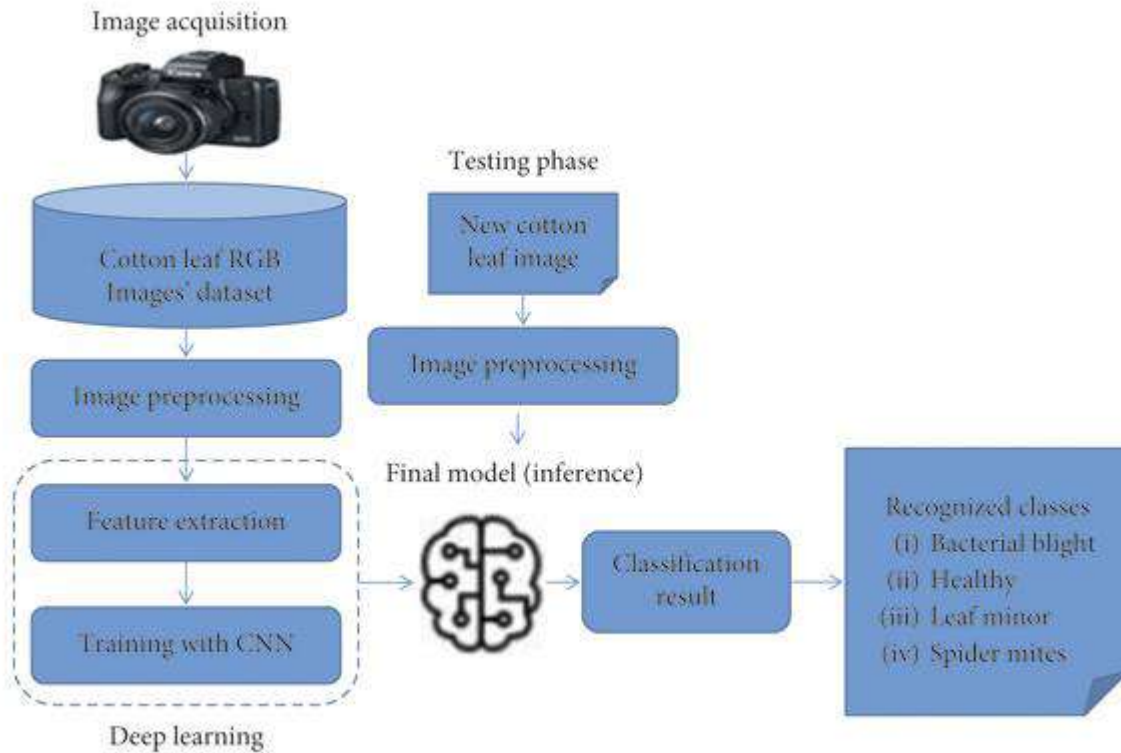 Image acquisition
Canon
Cotton leaf RGB
Images' dataset
Image preprocessing
Feature extraction
Training with CNN
Deep learning
Testing phase
New cotton
leaf image
Image preprocessing
Final model (inference)
Classification
result
Recognized classes
(i) Bacterial blight
(ii) Healthy
(iii) Leaf minor
(iv) Spider mites